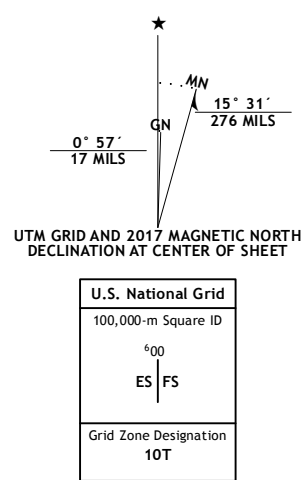 ★
MN
GN
15° 31´
276 MILS
0° 57´
17 MILS
UTM GRID AND 2017 MAGNETIC NORTH
DECLINATION AT CENTER OF SHEET
U.S. National Grid
100,000-m Square ID
⁶00
ES FS
Grid Zone Designation
10T